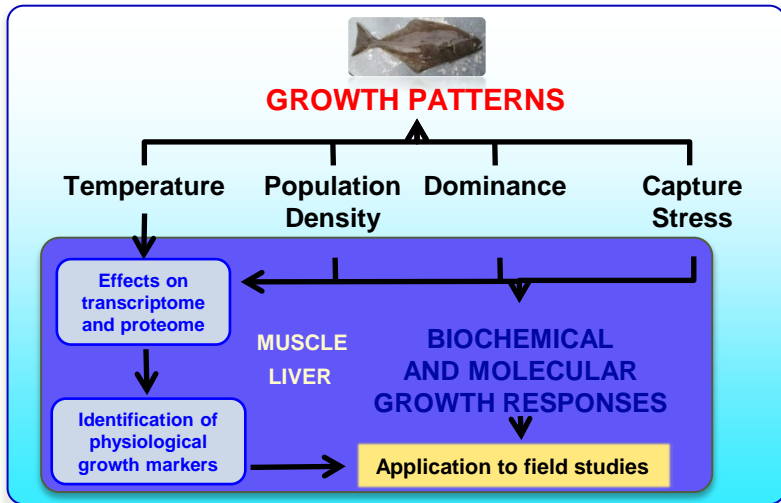 GROWTH PATTERNS
Temperature
Population
Density
Dominance
Capture
Stress
Effects on
transcriptome
and proteome
MUSCLE
LIVER
BIOCHEMICAL
AND MOLECULAR
GROWTH RESPONSES
Identification of
physiological
growth markers
Application to field studies